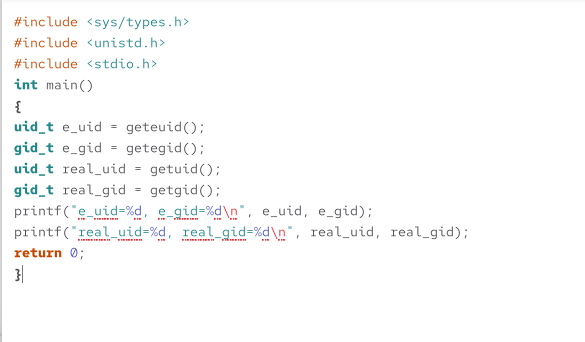 #include <sys/types.h>
#include <unistd.h>
#include <stdio.h>
int main()
{
uid_t e_uid = geteuid();
gid_t e_gid = getegid();
uid_t real_uid = getuid();
gid_t real_gid = getgid();
printf("e_uid=%d, e_gid=%d\n", e_uid, e_gid);
printf("real_uid=%d, real_gid=%d\n", real_uid, real_gid);
return 0;
}